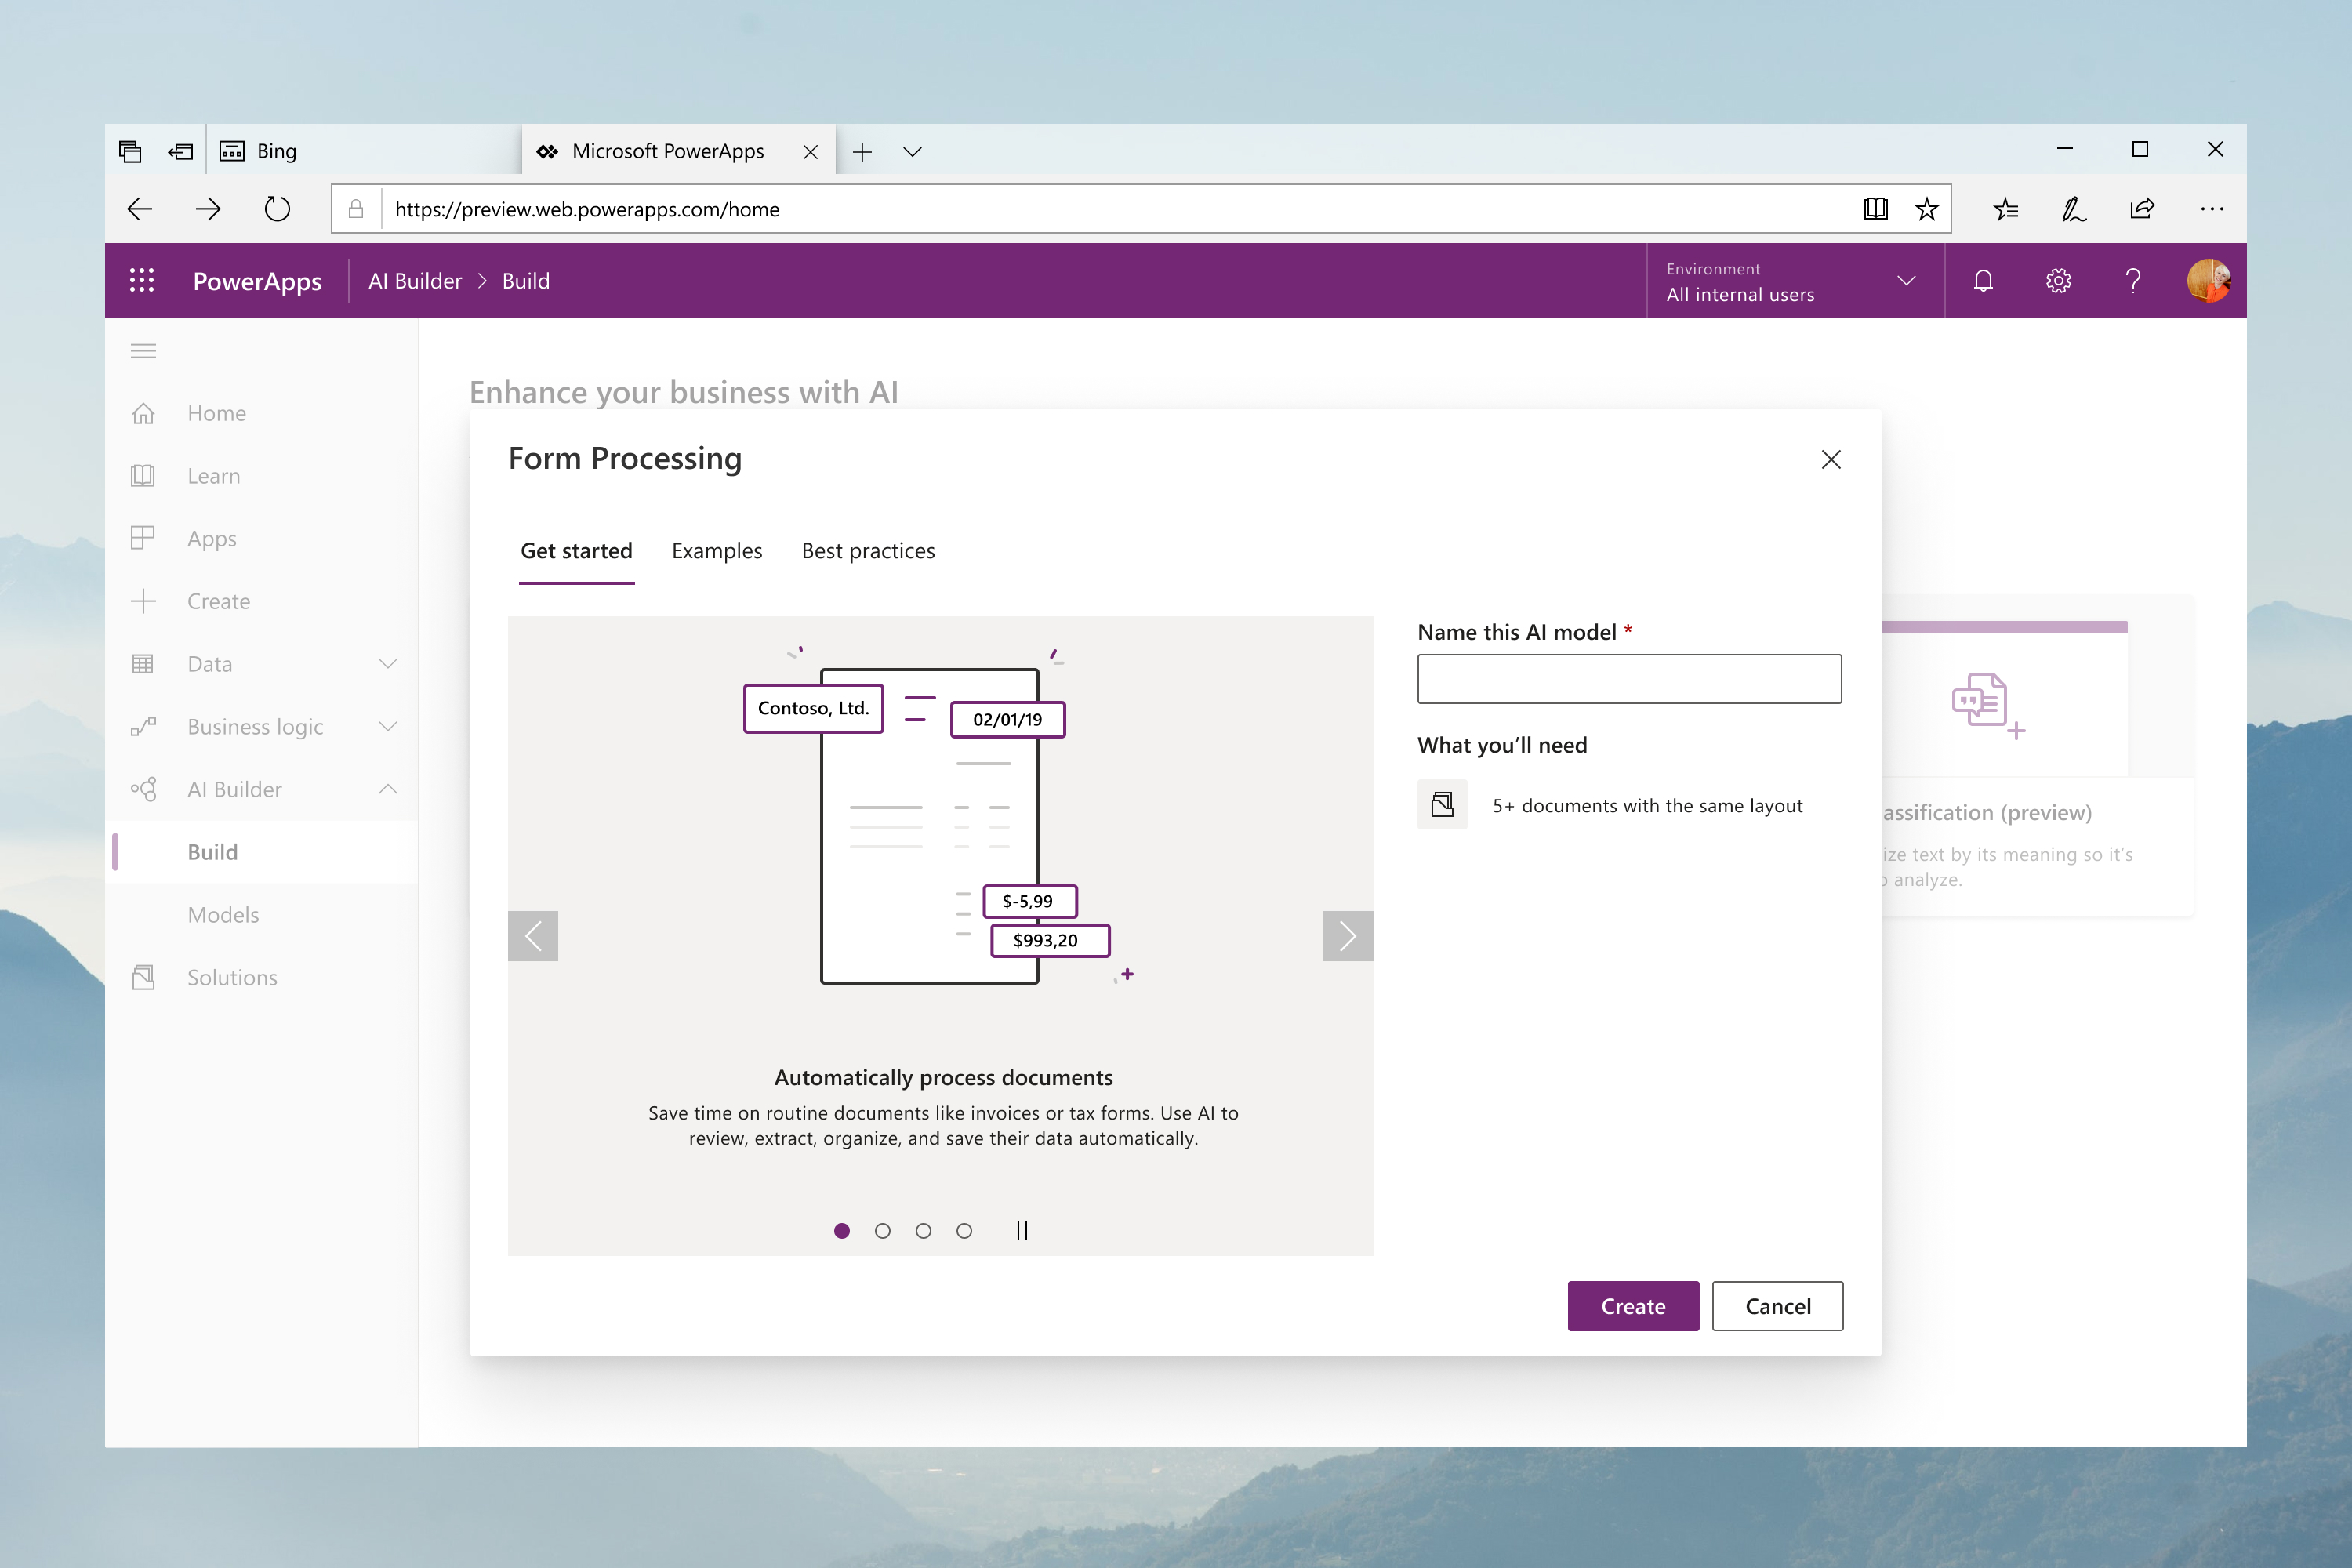 Bing
Microsoft PowerApps
https://preview.web.powerapps.com/home
PowerApps
AI Builder
Build
Environment
All internal users
Home
Learn
Apps
Create
Data
Business logic
AI Builder
Build
Models
Solutions
Enhance your business with AI
Form Processing
Get started
Examples
Best practices
Contoso, Ltd.
02/01/19
$-5,99
$993,20
Automatically process documents
Save time on routine documents like invoices or tax forms. Use AI to
review, extract, organize, and save their data automatically.
Name this AI model *
What you’ll need
5+ documents with the same layout
Create
Cancel
(preview)
text by its meaning so it’s
analyze.